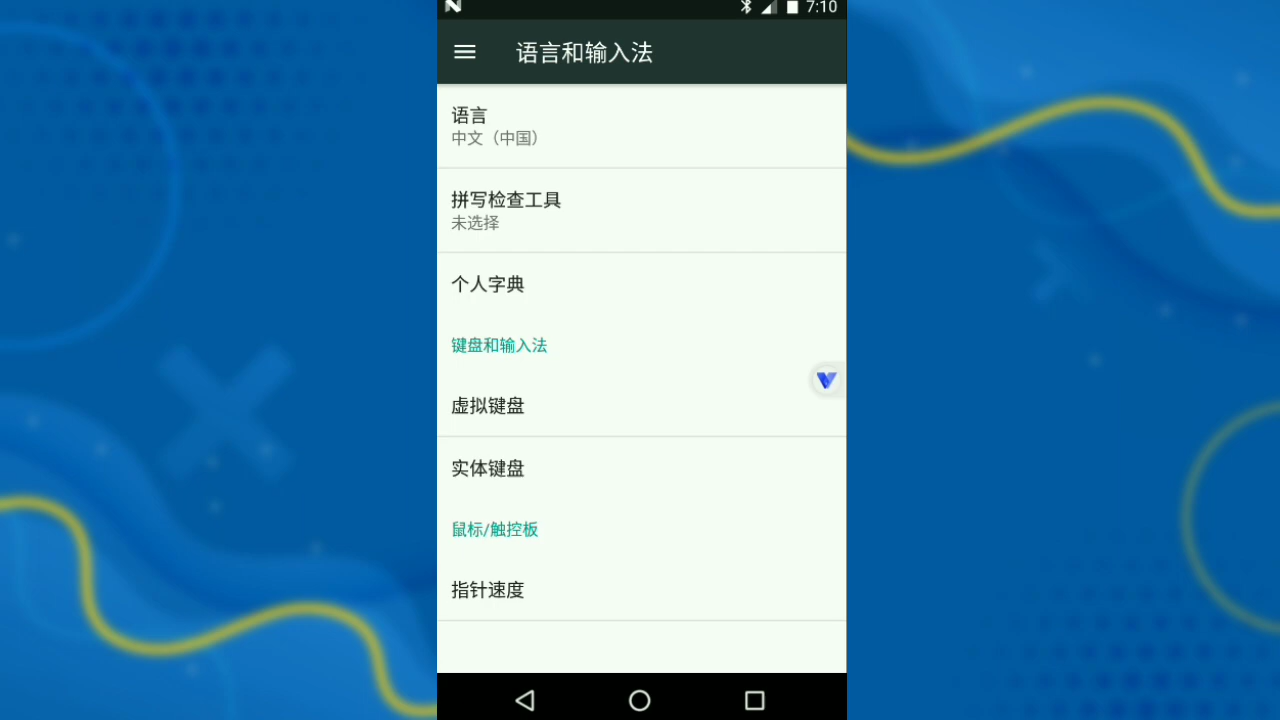 7:10
语言和输入法
语言
中文（中国）
拼写检查工具
未选择
个人字典
键盘和输入法
虚拟键盘
实体键盘
鼠标/触控板
指针速度